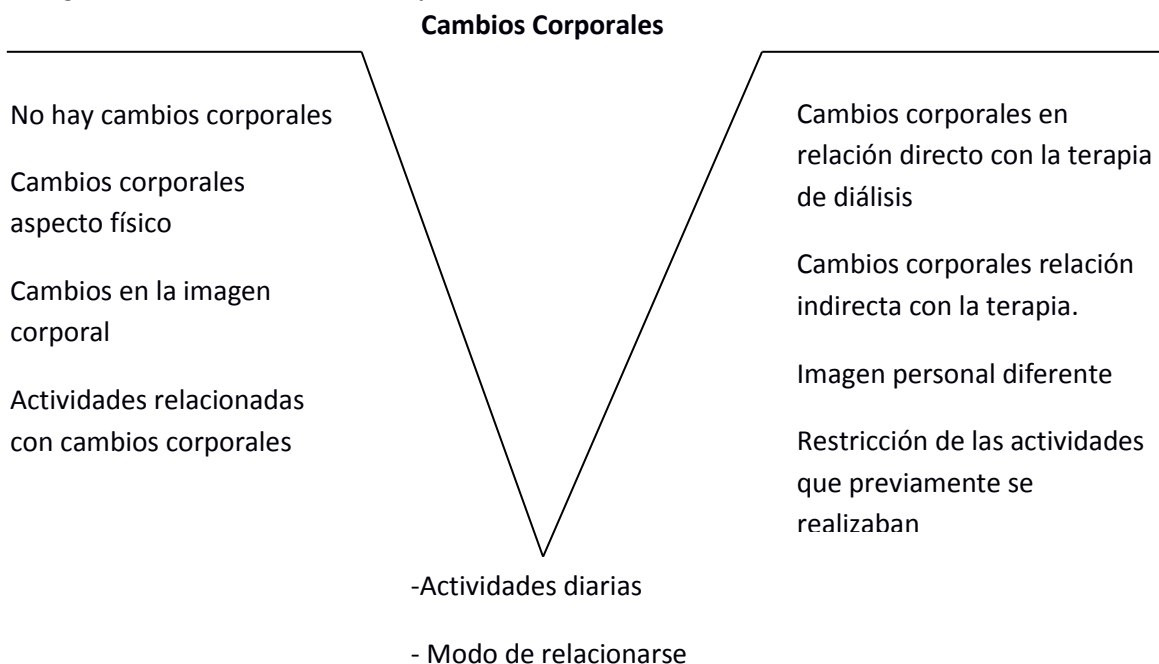 Cambios Corporales
No hay cambios corporales
Cambios corporales
aspecto físico
Cambios en la imagen
corporal
Actividades relacionadas
con cambios corporales
Cambios corporales en
relación directo con la terapia
de diálisis
Cambios corporales relación
indirecta con la terapia.
Imagen personal diferente
Restricción de las actividades
que previamente se
realizaban
-Actividades diarias
- Modo de relacionarse